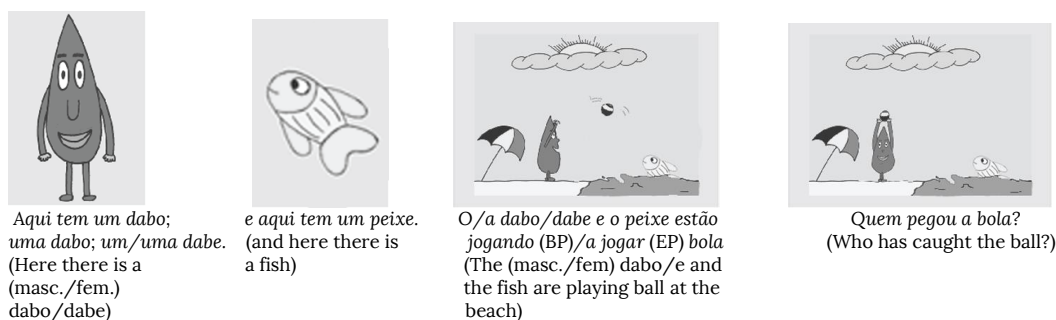 Aqui tem um dabo;
uma dabo; um/uma dabe.
(Here there is a
(masc./fem.)
dabo/dabe)
e aqui tem um peixe.
(and here there is
a fish)
O/a dabo/dabe e o peixe estão
jogando (BP)/a jogar (EP) bola
(The (masc./fem) dabo/e and
the fish are playing ball at the
beach)
Quem pegou a bola?
(Who has caught the ball?)